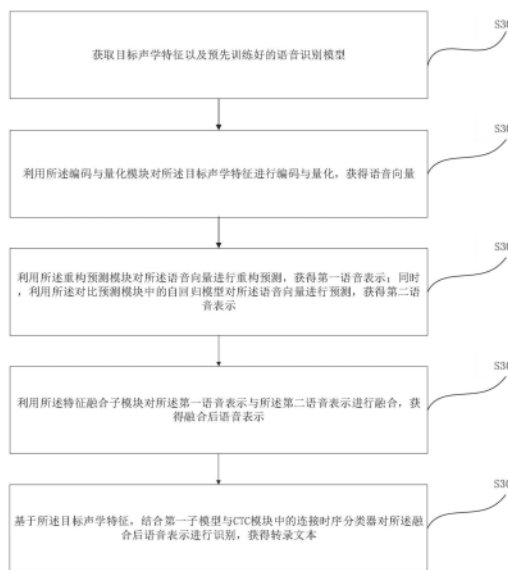 S30
获取目标声学特征以及预先训练好的语音识别模型
S30
利用所述编码与量化模块对所述目标声学特征进行编码与量化，获得语音向量
S30
利用所述重构预测模块对所述语音向量进行重构预测，获得第一语音表示；同时
，利用所述对比预测模块中的自回归模型对所述语音向量进行预测，获得第二语
音表示
S30
利用所述特征融合子模块对所述第一语音表示与所述第二语音表示进行融合，获
得融合后语音表示
S30
基于所述目标声学特征，结合第一子模型与CTC模块中的连接时序分类器对所述融
合后语音表示进行识别，获得转录文本